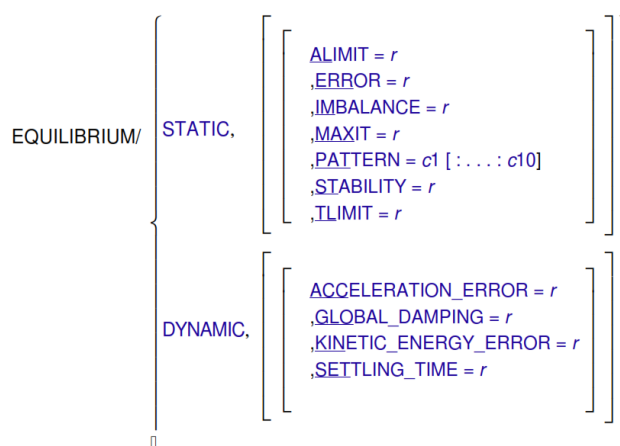 ALIMIT = r
,ERROR = r
,IMBALANCE = r
EQUILIBRIUM/ STATIC, ,MAXIT = r
,PATTERN = c1 [ : . . . : c10]
,STABILITY = r
,TLIMIT = r
ACCELERATION_ERROR = r
DYNAMIC, ,GLOBAL_DAMPING = r
,KINETIC_ENERGY_ERROR = r
,SETTLING_TIME = r